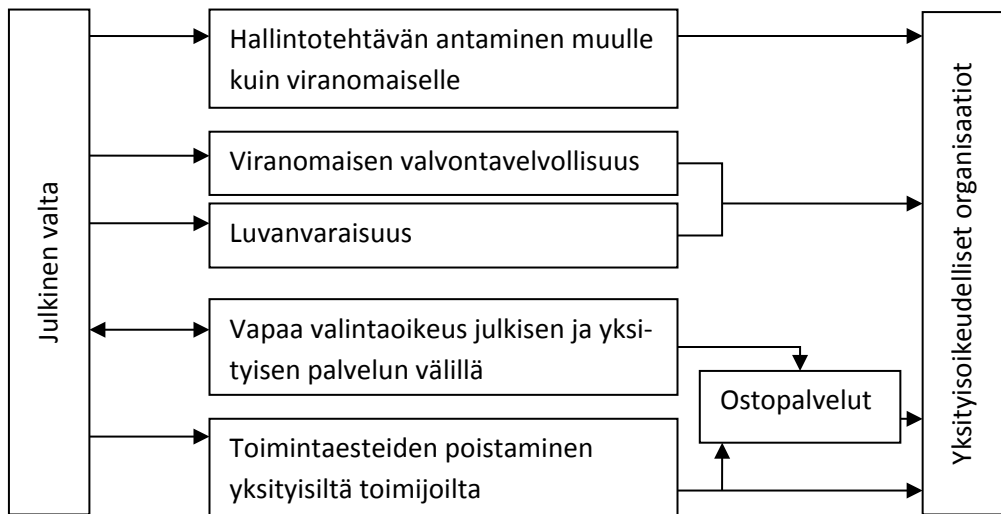 Julkinen valta
Hallintotehtävän antaminen muulle
kuin viranomaiselle
Viranomaisen valvontavelvollisuus
Luvanvaraisuus
Vapaa valintaoikeus julkisen ja yksi-
tyisen palvelun välillä
Ostopalvelut
Toimintaesteiden poistaminen
yksityisiltä toimijoilta
Yksityisoikeudelliset organisaatiot